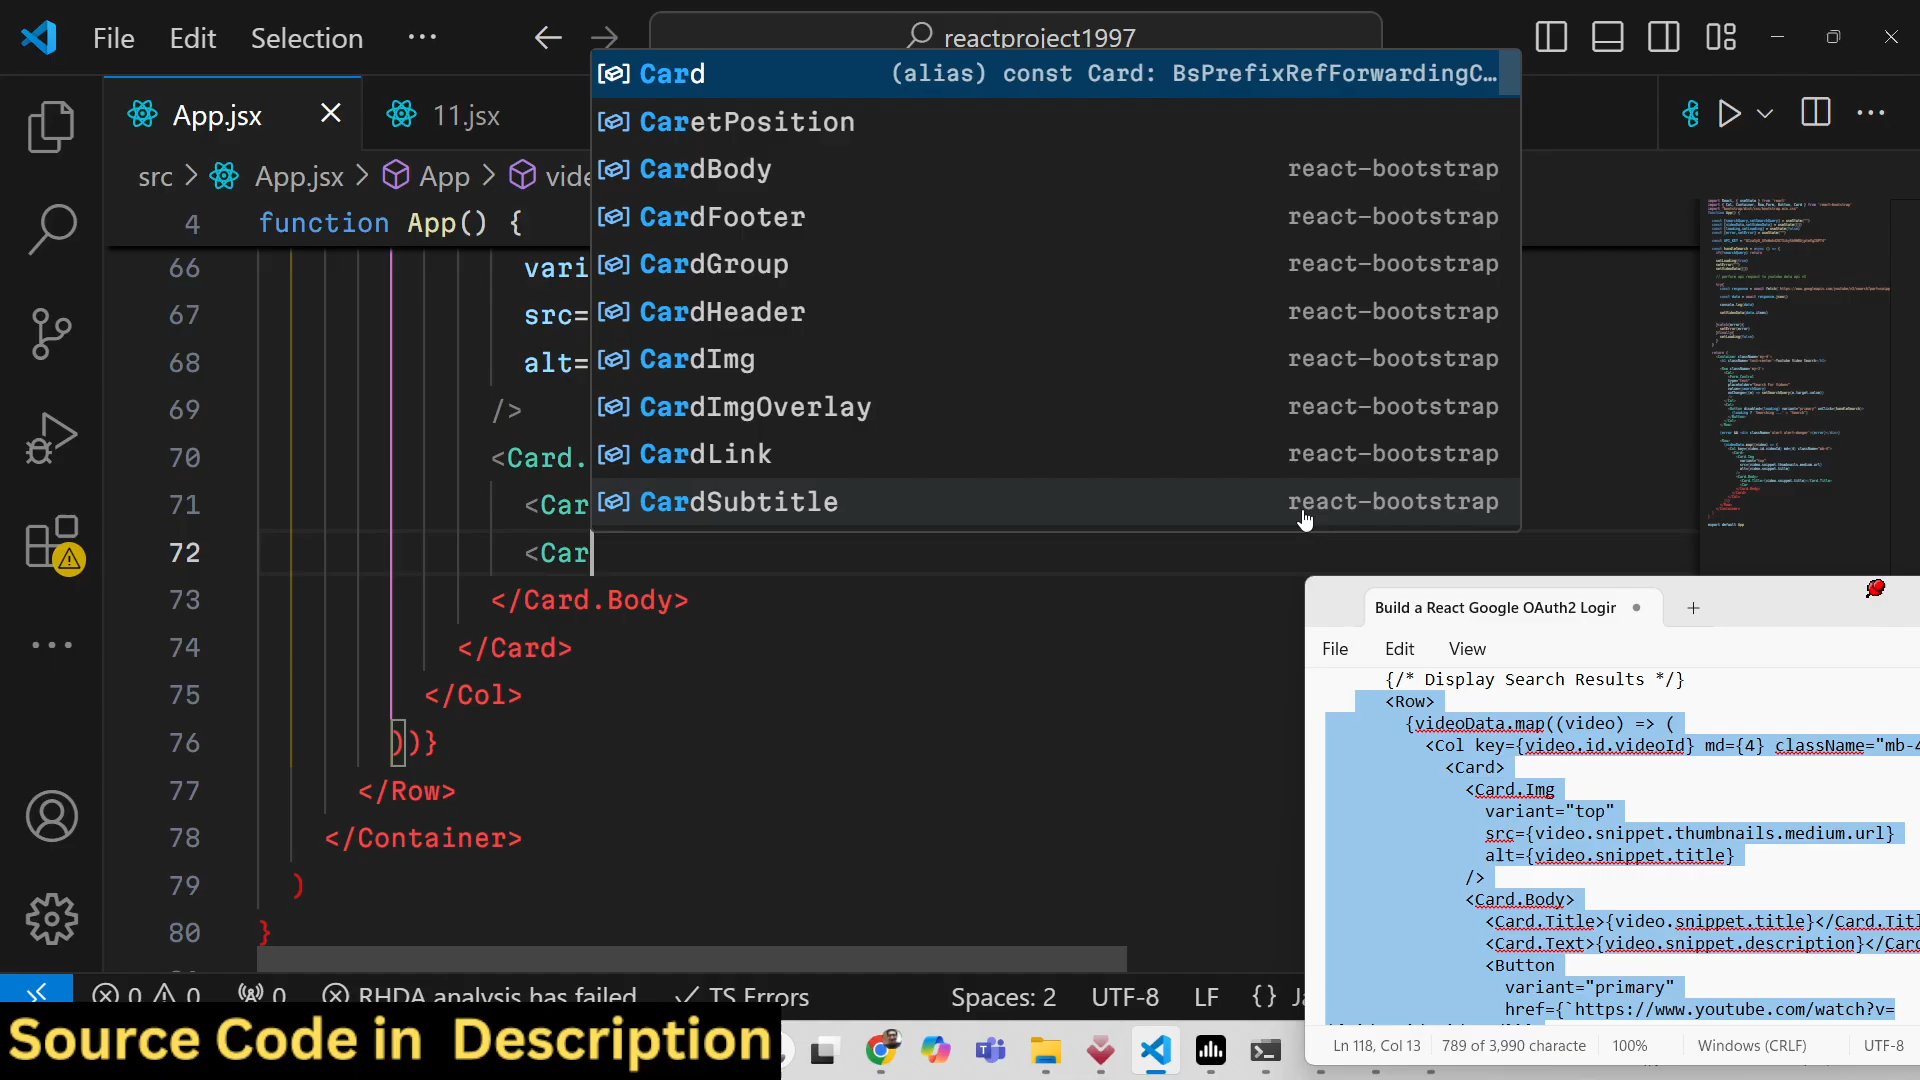 File Edit Selection ···
reactproject1997
App.jsx
11.jsx
src > App.jsx > App >
4 function App() {
66 vari
67 src=
68 alt=
69 />
70 <Card.
71 <Car
72 <Car
73 </Card.Body>
74 </Card>
75 </Col>
76 ))}
77 </Row>
78 </Container>
79 )
80 }
Card (alias) const Card: BsPrefixRefForwardingC…
CaretPosition
CardBody react-bootstrap
CardFooter react-bootstrap
CardGroup react-bootstrap
CardHeader react-bootstrap
CardImg react-bootstrap
CardImgOverlay react-bootstrap
CardLink react-bootstrap
CardSubtitle react-bootstrap
Build a React Google OAuth2 Login
File Edit View
{/* Display Search Results */}
<Row>
{videoData.map((video) => (
<Col key={video.id.videoId} md={4} className="mb-4
<Card>
<Card.Img
variant="top"
src={video.snippet.thumbnails.medium.url}
alt={video.snippet.title}
/>
<Card.Body>
<Card.Title>{video.snippet.title}</Card.Titl
<Card.Text>{video.snippet.description}</Card
<Button
variant="primary"
href={`https://www.youtube.com/watch?v=
Ln 118, Col 13 789 of 3,990 characte 100% Windows (CRLF) UTF-8
0 0 0 RHDA analysis has failed TS Errors Spaces: 2 UTF-8 LF {}
Source Code in Description